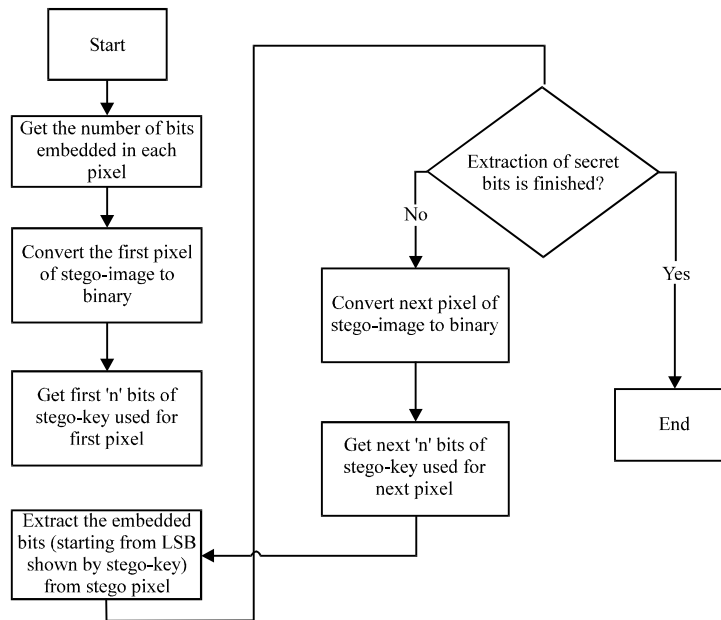 Start
Get the number of bits
embedded in each
pixel
Convert the first pixel
of stego-image to
binary
Get first 'n' bits of
stego-key used for
first pixel
Extract the embedded
bits (starting from LSB
shown by stego-key)
from stego pixel
Extraction of secret
bits is finished?
No
Convert next pixel of
stego-image to binary
Get next 'n' bits of
stego-key used for
next pixel
Yes
End